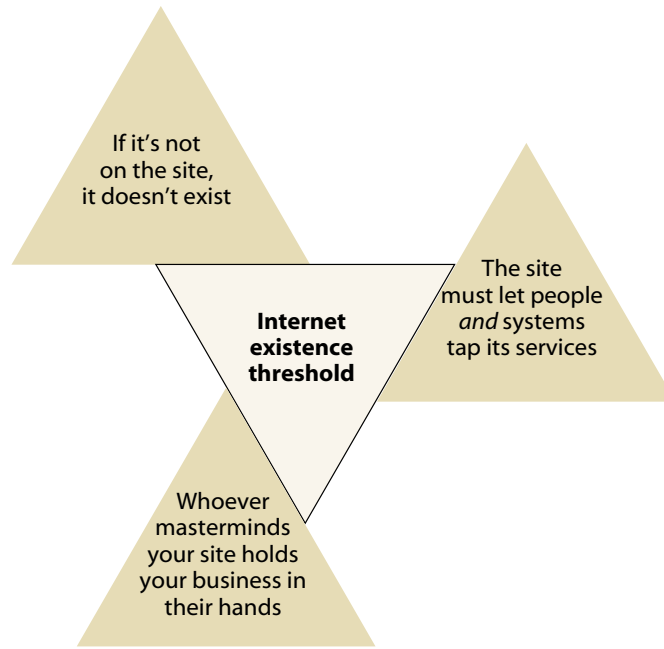 If it's not
on the site,
it doesn’t exist
The site
must let people
and systems
tap its services
Internet
existence
threshold
Whoever
masterminds
your site holds
your business in
their hands